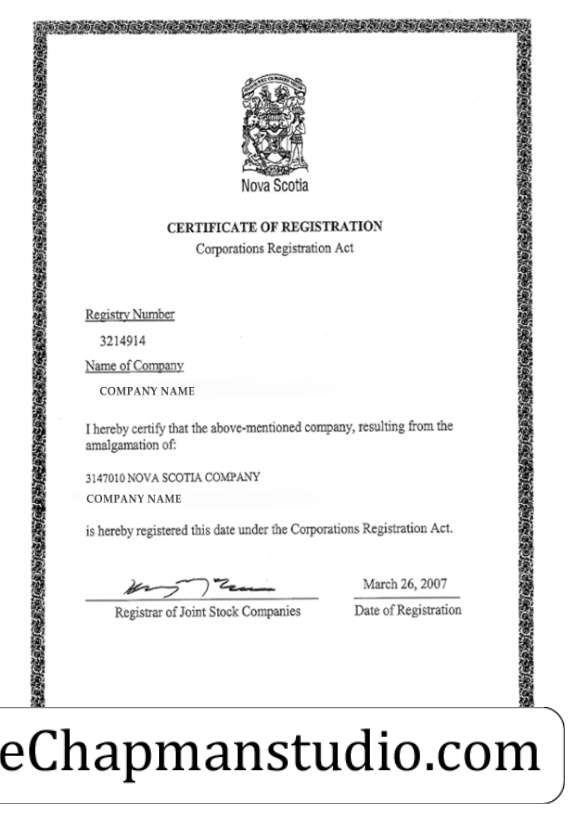 Nova Scotia
CERTIFICATE OF REGISTRATION
Corporations Registration Act
Registry Number
3214914
Name of Company
COMPANY NAME
I hereby certify that the above-mentioned company, resulting from the
amalgamation of:
3147010 NOVA SCOTIA COMPANY
COMPANY NAME
is hereby registered this date under the Corporations Registration Act.
March 26, 2007
Registrar of Joint Stock Companies
Date of Registration
eChapmanstudio.com